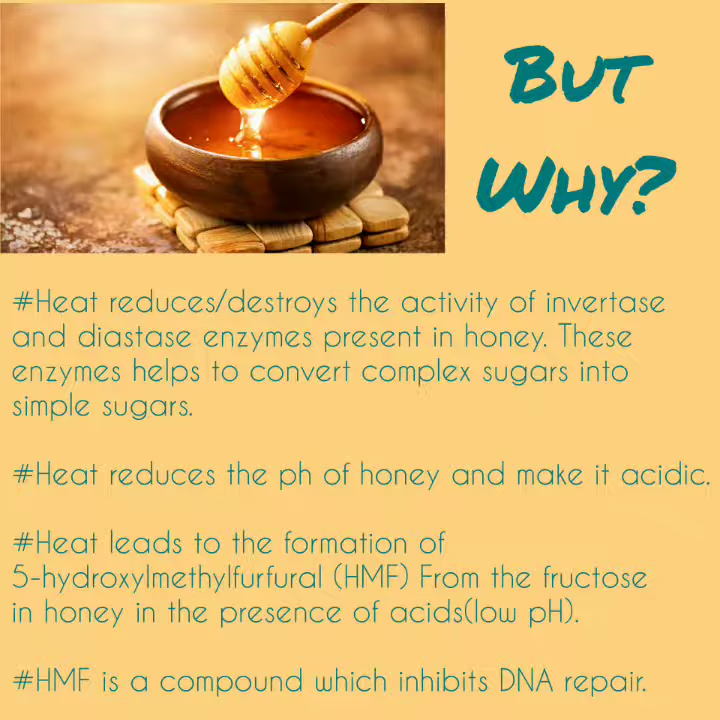 But
Why?
#Heat reduces/destroys the activity of invertase
and diastase enzymes present in honey. These
enzymes helps to convert complex sugars into
simple sugars.
#Heat reduces the ph of honey and make it acidic.
#Heat leads to the formation of
5-hydroxylmethylfurfural (HMF) From the fructose
in honey in the presence of acids(low pH).
#HMF is a compound which inhibits DNA repair.